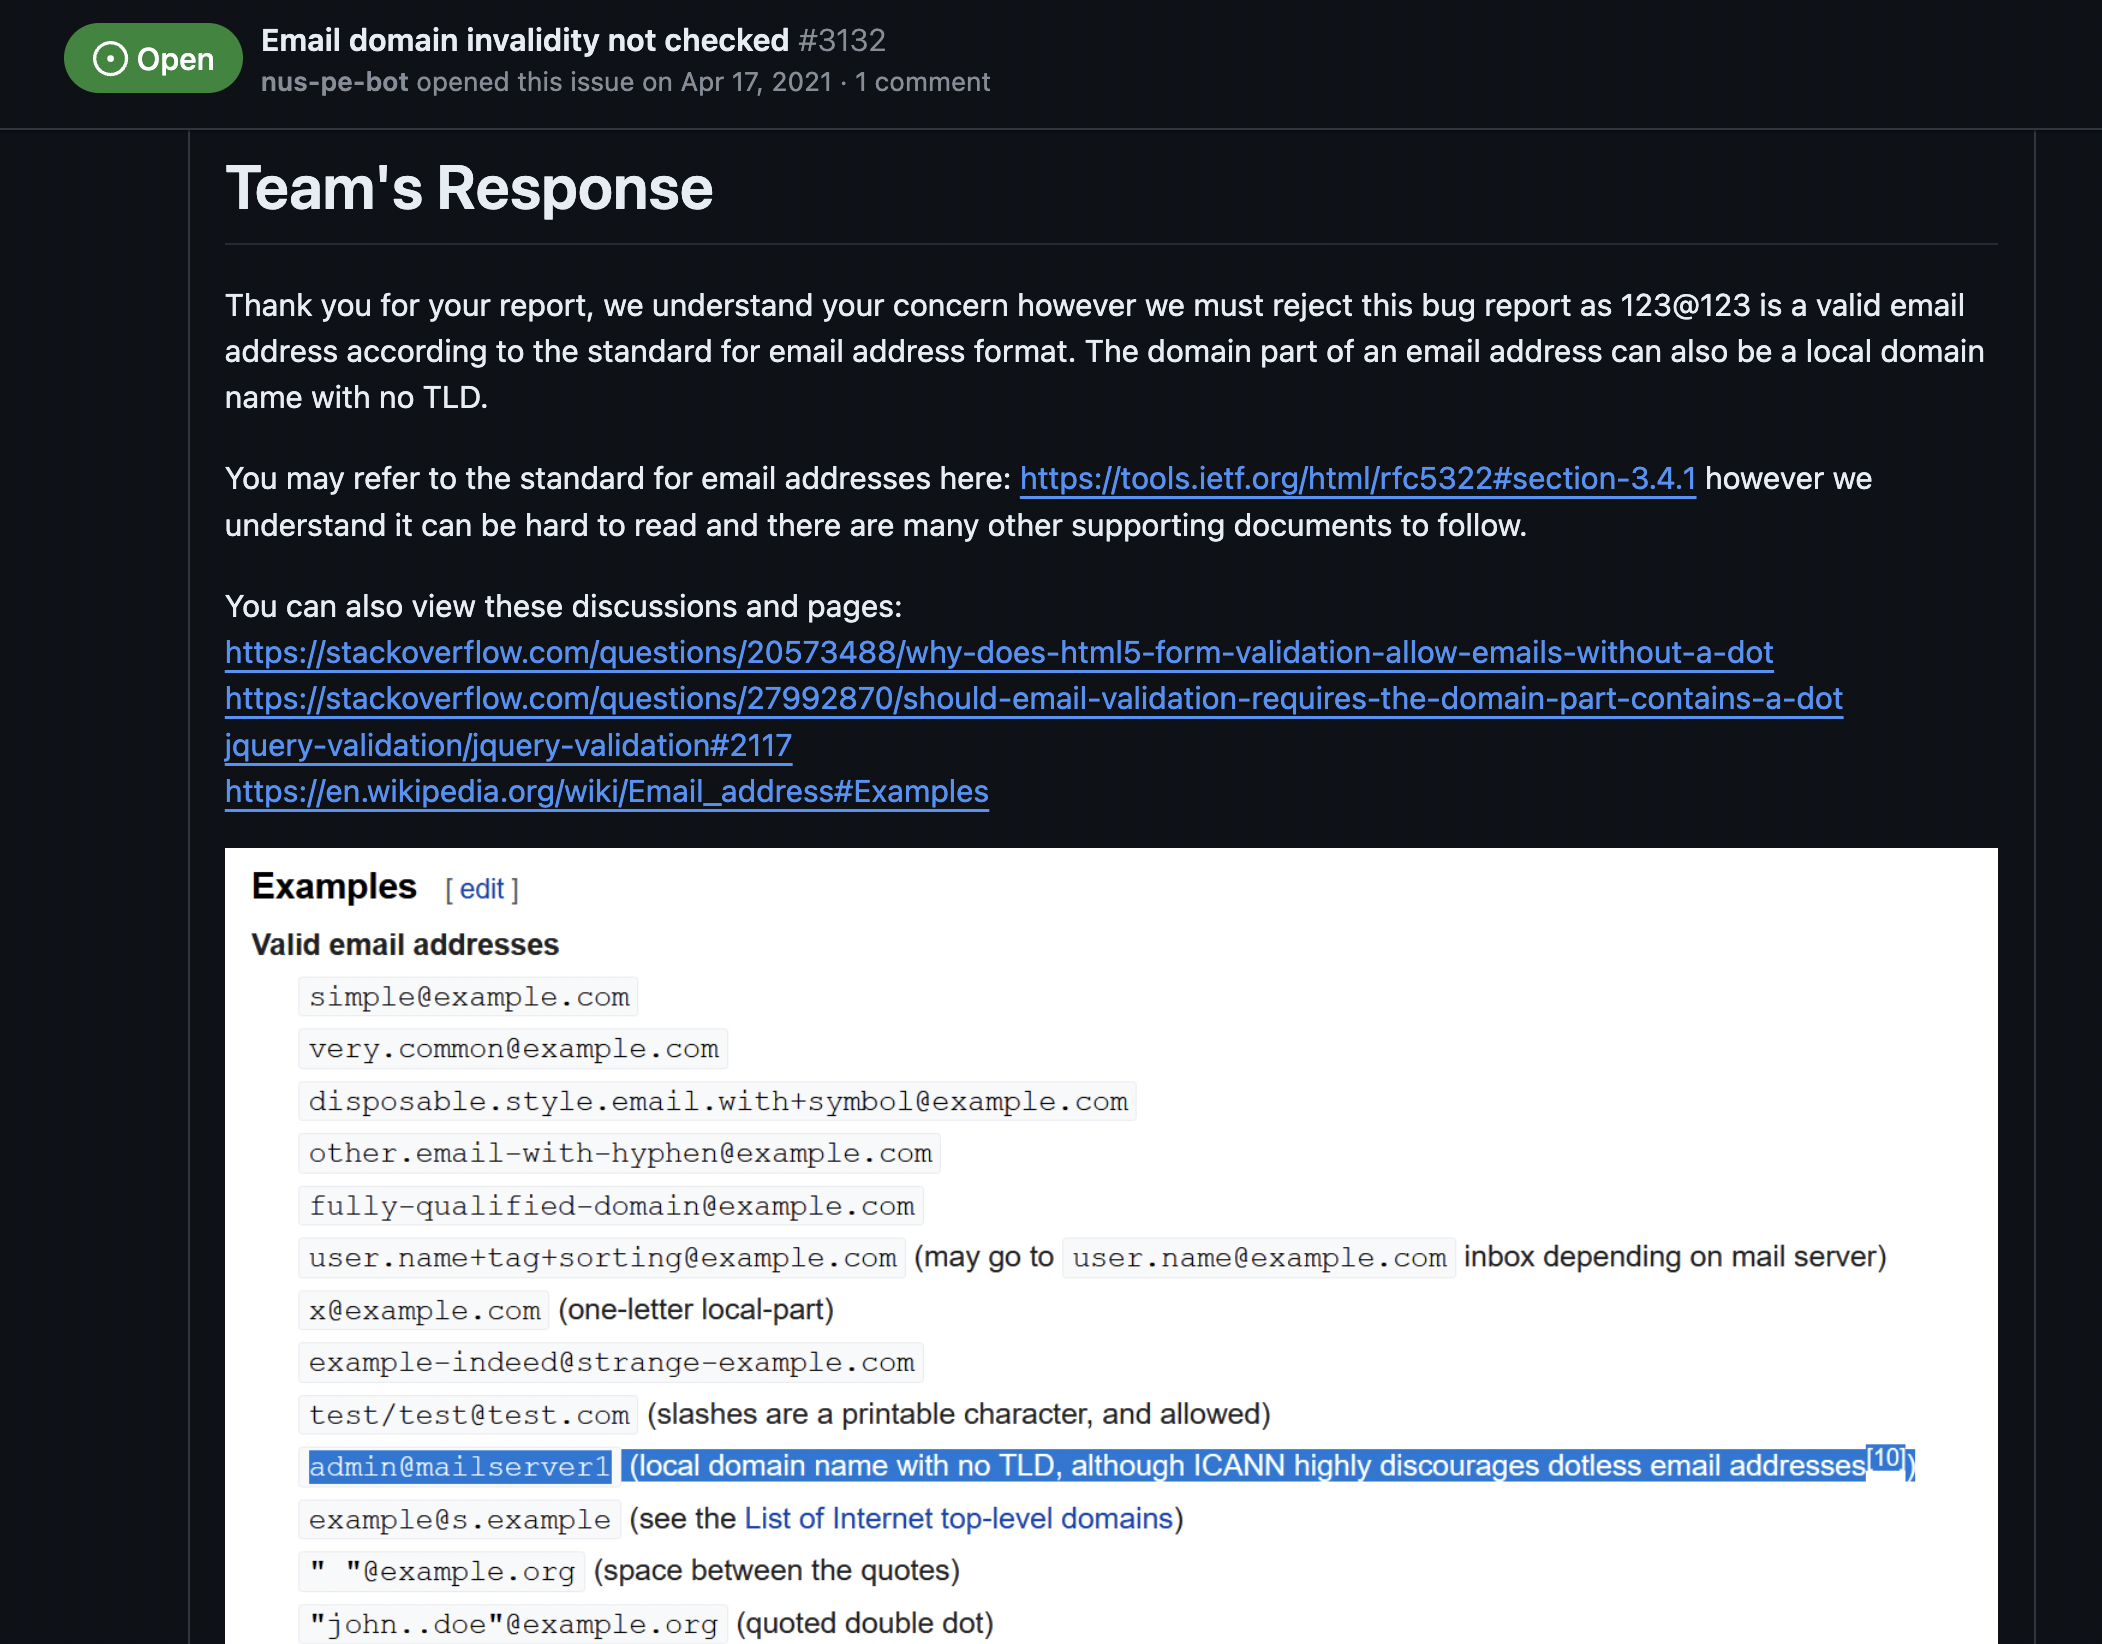 Open
Email domain invalidity not checked #3132
nus-pe-bot opened this issue on Apr 17, 2021 · 1 comment
Team's Response
Thank you for your report, we understand your concern however we must reject this bug report as 123@123 is a valid email
address according to the standard for email address format. The domain part of an email address can also be a local domain
name with no TLD.
You may refer to the standard for email addresses here: https://tools.ietf.org/html/rfc5322#section-3.4.1 however we
understand it can be hard to read and there are many other supporting documents to follow.
You can also view these discussions and pages:
https://stackoverflow.com/questions/20573488/why-does-html5-form-validation-allow-emails-without-a-dot
https://stackoverflow.com/questions/27992870/should-email-validation-requires-the-domain-part-contains-a-dot
jquery-validation/jquery-validation#2117
https://en.wikipedia.org/wiki/Email_address#Examples
Examples [ edit ]
Valid email addresses
simple@example.com
very.common@example.com
disposable.style.email.with+symbol@example.com
other.email-with-hyphen@example.com
fully-qualified-domain@example.com
user.name+tag+sorting@example.com (may go to user.name@example.com inbox depending on mail server)
x@example.com (one-letter local-part)
example-indeed@strange-example.com
test/test@test.com (slashes are a printable character, and allowed)
admin@mailserver1 (local domain name with no TLD, although ICANN highly discourages dotless email addresses[10])
example@s.example (see the List of Internet top-level domains)
" "@example.org (space between the quotes)
"john..doe"@example.org (quoted double dot)